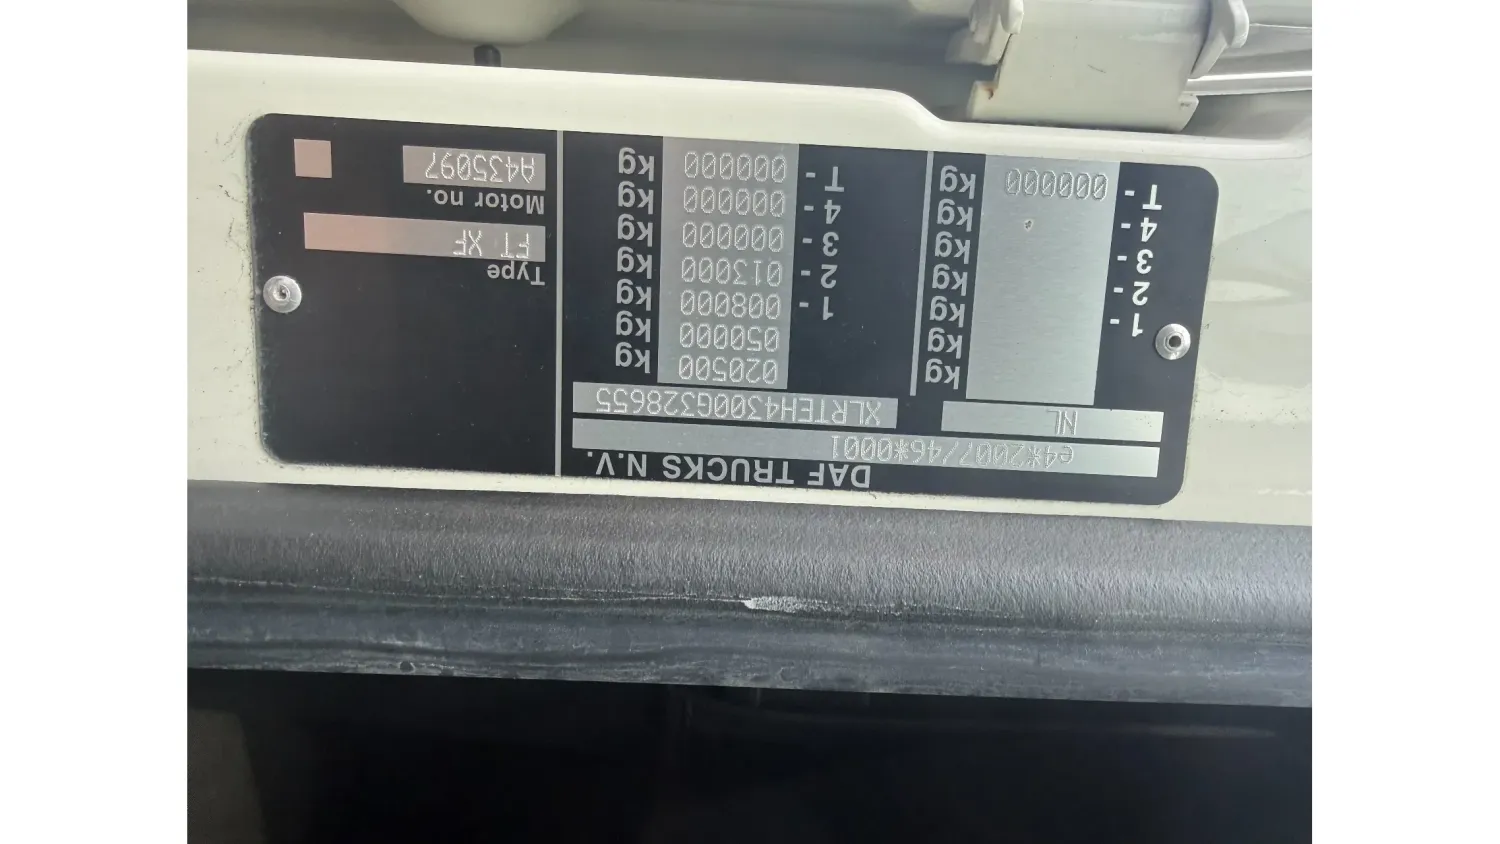 DAF TRUCKS N.V.
e4*2007/46*0001
NL XLRTEH4300G328655
kg 020500 kg
kg 050000 kg
1 - kg 1 - 008000 kg
2 - kg 2 - 013000 kg
3 - kg 3 - 000000 kg
4 - kg 4 - 000000 kg
T - 000000 kg T - 000000 kg
Type
FT XF
Motor no.
A435097